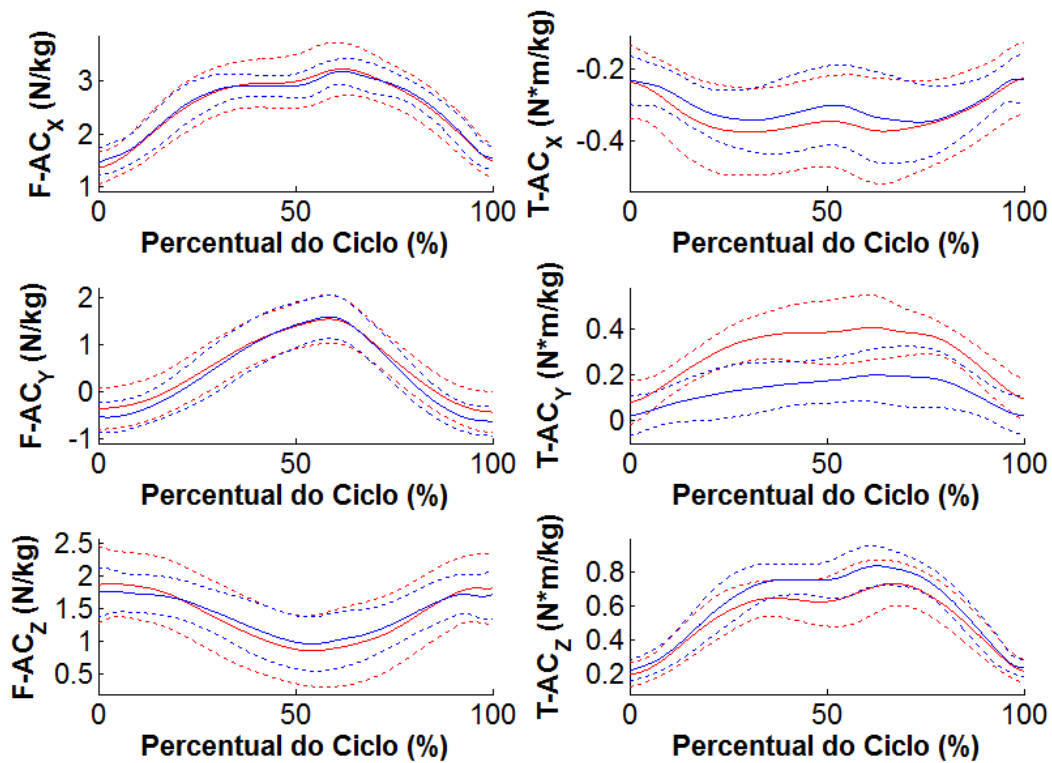 F-AC_X (N/kg)
3
2
1
0 50 100
Percentual do Ciclo (%)
T-AC_X (N*m/kg)
-0.2
-0.4
0 50 100
Percentual do Ciclo (%)
F-AC_Y (N/kg)
2
1
0
-1
0 50 100
Percentual do Ciclo (%)
T-AC_Y (N*m/kg)
0.4
0.2
0
0 50 100
Percentual do Ciclo (%)
F-AC_Z (N/kg)
2.5
2
1.5
1
0.5
0 50 100
Percentual do Ciclo (%)
T-AC_Z (N*m/kg)
0.8
0.6
0.4
0.2
0 50 100
Percentual do Ciclo (%)